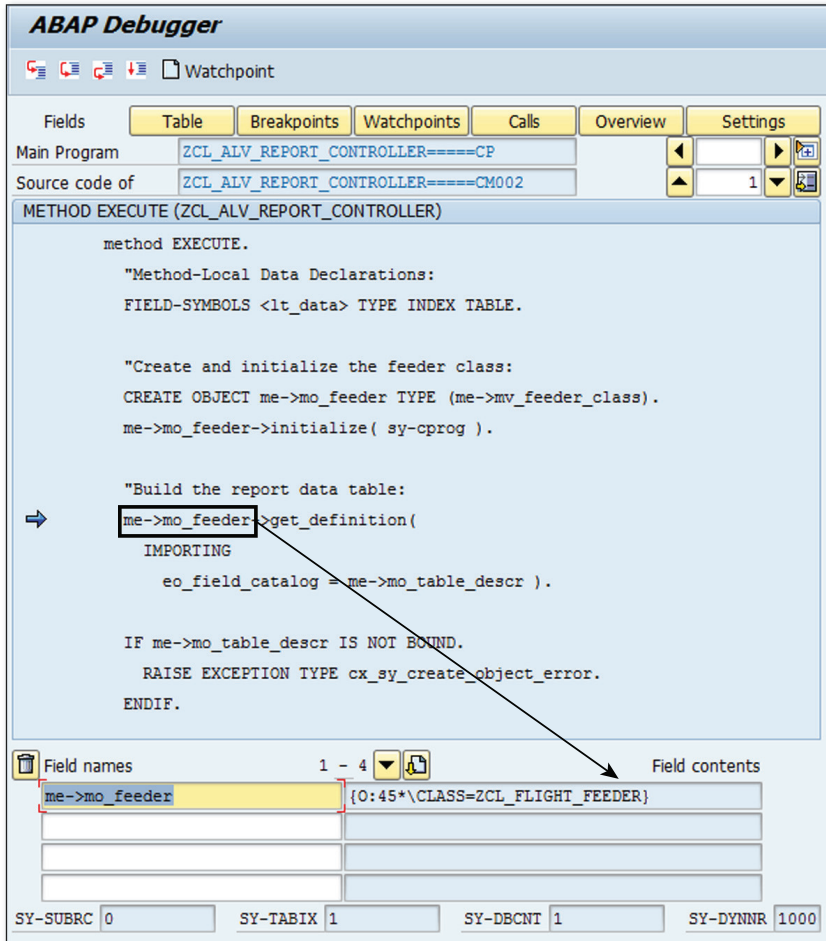 ABAP Debugger
Watchpoint
Fields Table Breakpoints Watchpoints Calls Overview Settings
Main Program ZCL_ALV_REPORT_CONTROLLER=====CP
Source code of ZCL_ALV_REPORT_CONTROLLER=====CM002 1
METHOD EXECUTE (ZCL_ALV_REPORT_CONTROLLER)
method EXECUTE.
"Method-Local Data Declarations:
FIELD-SYMBOLS <lt_data> TYPE INDEX TABLE.
"Create and initialize the feeder class:
CREATE OBJECT me->mo_feeder TYPE (me->mv_feeder_class).
me->mo_feeder->initialize( sy-cprog ).
"Build the report data table:
me->mo_feeder->get_definition(
IMPORTING
eo_field_catalog = me->mo_table_descr ).
IF me->mo_table_descr IS NOT BOUND.
RAISE EXCEPTION TYPE cx_sy_create_object_error.
ENDIF.
Field names 1 - 4 Field contents
me->mo_feeder {O:45*\CLASS=ZCL_FLIGHT_FEEDER}
SY-SUBRC 0 SY-TABIX 1 SY-DBCNT 1 SY-DYNNR 1000